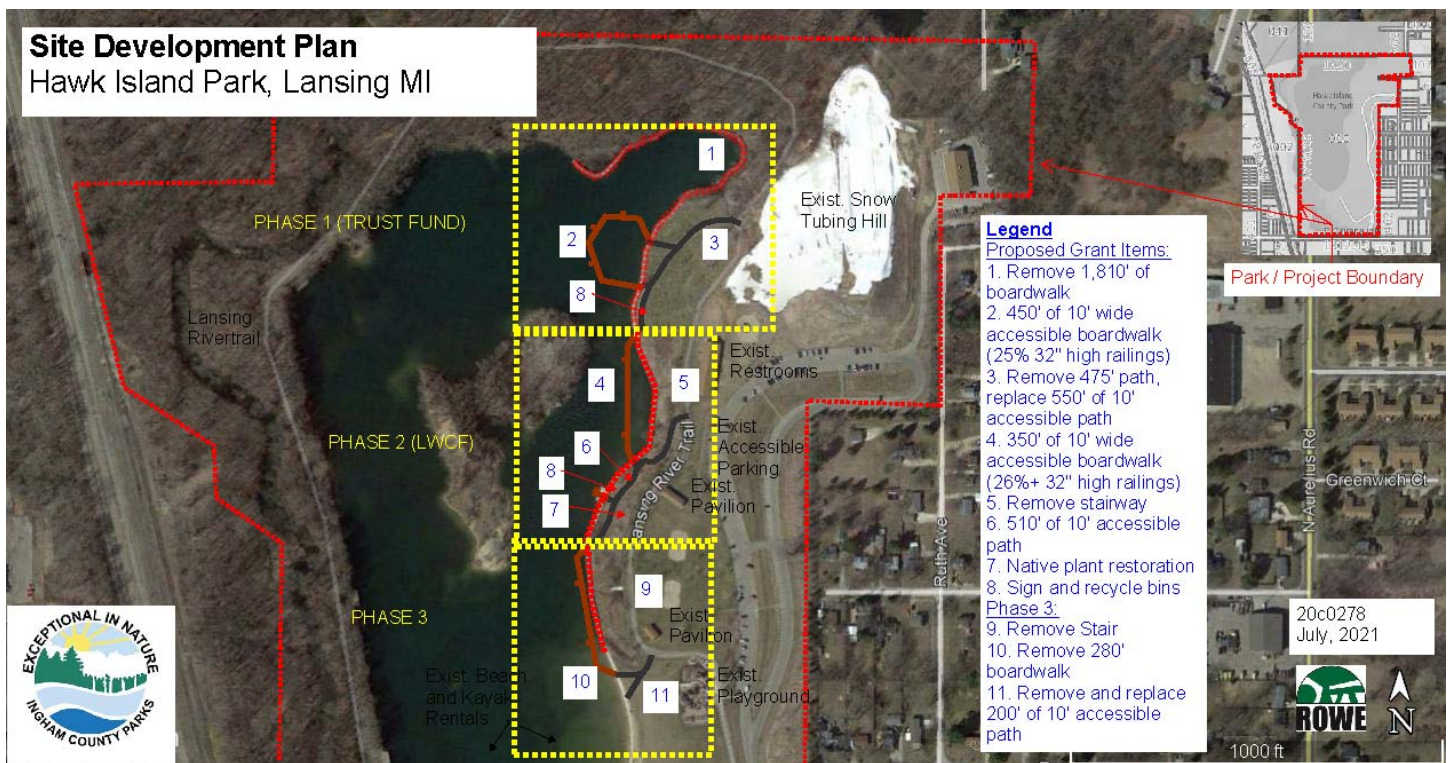 Site Development Plan
Hawk Island Park, Lansing MI
PHASE 1 (TRUST FUND)
Lansing
Rivertrail
PHASE 2 (LWCF)
PHASE 3
1
2
3
8
4
5
6
8
7
9
10
11
Exist. Snow
Tubing Hill
Exist.
Restrooms
Exist.
Accessible
Parking
Exist.
Pavilion
Lansing River Trail
Exist.
Pavilion
Exist.
Playground
Exist. Beach
and Kayak
Rentals
Ruth Ave
N Aurelius Rd
Greenwich Ct
Hawk Island
County Park
Park / Project Boundary
Legend
Proposed Grant Items:
1. Remove 1,810' of
boardwalk
2. 450' of 10' wide
accessible boardwalk
(25% 32" high railings)
3. Remove 475' path,
replace 550' of 10'
accessible path
4. 350' of 10' wide
accessible boardwalk
(26%+ 32" high railings)
5. Remove stairway
6. 510' of 10' accessible
path
7. Native plant restoration
8. Sign and recycle bins
Phase 3:
9. Remove Stair
10. Remove 280'
boardwalk
11. Remove and replace
200' of 10' accessible
path
20c0278
July, 2021
ROWE
N
1000 ft
EXCEPTIONAL IN NATURE
INGHAM COUNTY PARKS